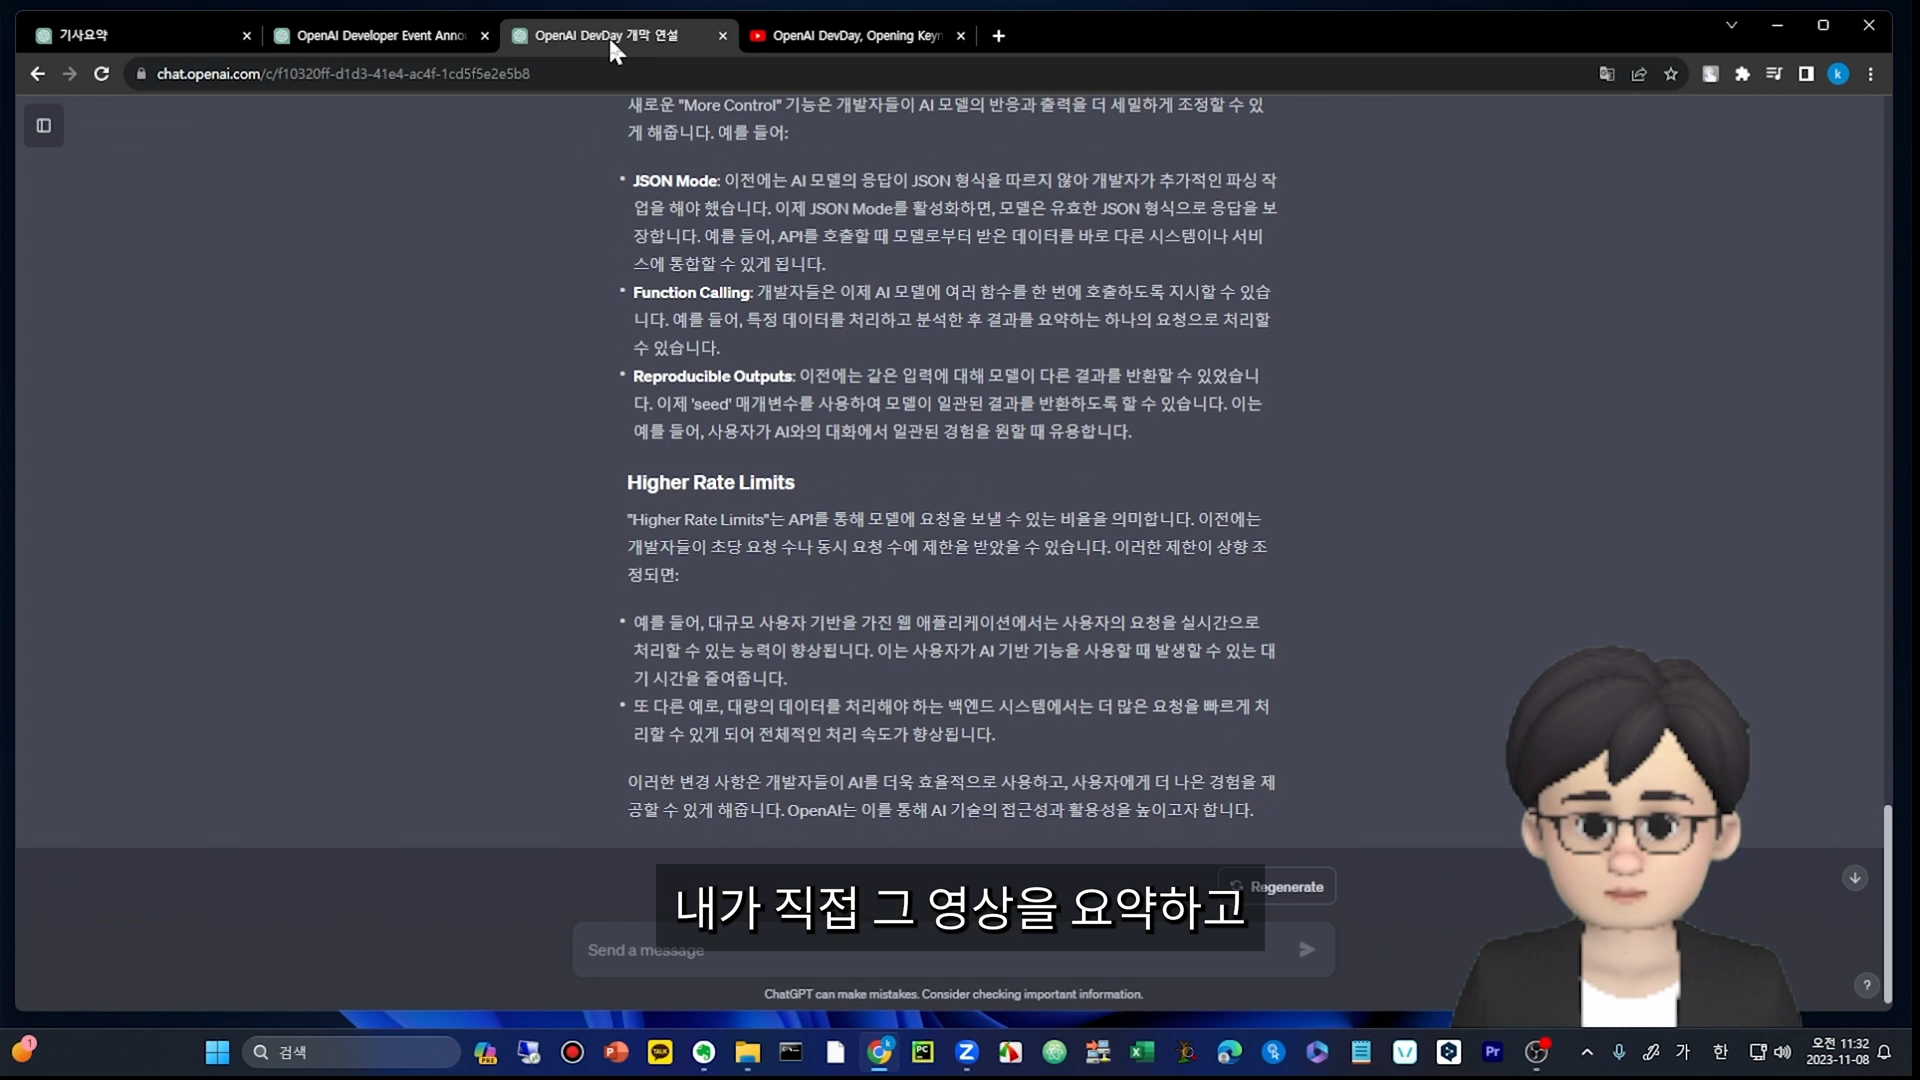 기사요약
OpenAI Developer Event Anno
OpenAI DevDay 개막 연설
OpenAI DevDay, Opening Keyn
chat.openai.com/c/f10320ff-d1d3-41e4-ac4f-1cd5f5e2e5b8
k
새로운 "More Control" 기능은 개발자들이 AI 모델의 반응과 출력을 더 세밀하게 조정할 수 있
게 해줍니다. 예를 들어:
• JSON Mode: 이전에는 AI 모델의 응답이 JSON 형식을 따르지 않아 개발자가 추가적인 파싱 작
업을 해야 했습니다. 이제 JSON Mode를 활성화하면, 모델은 유효한 JSON 형식으로 응답을 보
장합니다. 예를 들어, API를 호출할 때 모델로부터 받은 데이터를 바로 다른 시스템이나 서비
스에 통합할 수 있게 됩니다.
• Function Calling: 개발자들은 이제 AI 모델에 여러 함수를 한 번에 호출하도록 지시할 수 있습
니다. 예를 들어, 특정 데이터를 처리하고 분석한 후 결과를 요약하는 하나의 요청으로 처리할
수 있습니다.
• Reproducible Outputs: 이전에는 같은 입력에 대해 모델이 다른 결과를 반환할 수 있었습니
다. 이제 'seed' 매개변수를 사용하여 모델이 일관된 결과를 반환하도록 할 수 있습니다. 이는
예를 들어, 사용자가 AI와의 대화에서 일관된 경험을 원할 때 유용합니다.
Higher Rate Limits
"Higher Rate Limits"는 API를 통해 모델에 요청을 보낼 수 있는 비율을 의미합니다. 이전에는
개발자들이 초당 요청 수나 동시 요청 수에 제한을 받았을 수 있습니다. 이러한 제한이 상향 조
정되면:
• 예를 들어, 대규모 사용자 기반을 가진 웹 애플리케이션에서는 사용자의 요청을 실시간으로
처리할 수 있는 능력이 향상됩니다. 이는 사용자가 AI 기반 기능을 사용할 때 발생할 수 있는 대
기 시간을 줄여줍니다.
• 또 다른 예로, 대량의 데이터를 처리해야 하는 백엔드 시스템에서는 더 많은 요청을 빠르게 처
리할 수 있게 되어 전체적인 처리 속도가 향상됩니다.
이러한 변경 사항은 개발자들이 AI를 더욱 효율적으로 사용하고, 사용자에게 더 나은 경험을 제
공할 수 있게 해줍니다. OpenAI는 이를 통해 AI 기술의 접근성과 활용성을 높이고자 합니다.
Regenerate
내가 직접 그 영상을 요약하고
Send a message
ChatGPT can make mistakes. Consider checking important information.
?
1
검색
PRE
TALK
PC
Z
Pr
가
한
오전 11:32
2023-11-08